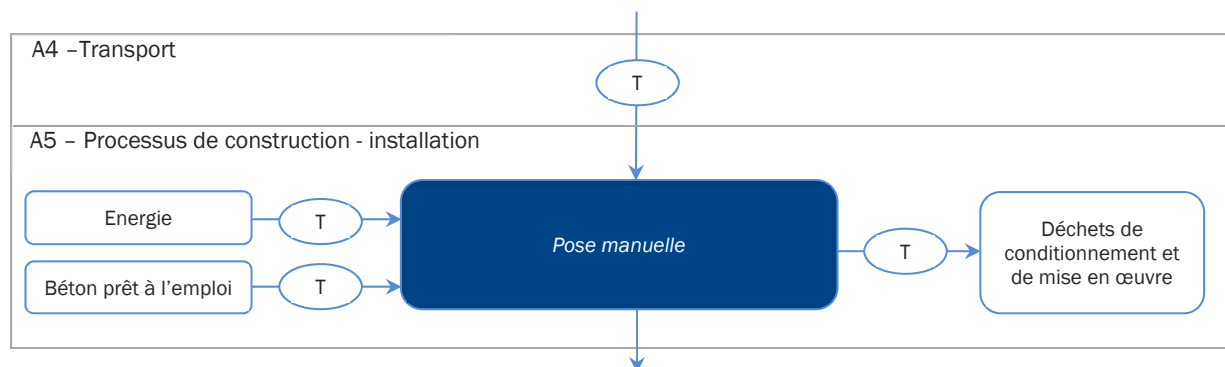 A4 –Transport
T
A5 – Processus de construction - installation
Energie
T
Pose manuelle
T
Déchets de
conditionnement et
de mise en œuvre
Béton prêt à l’emploi
T